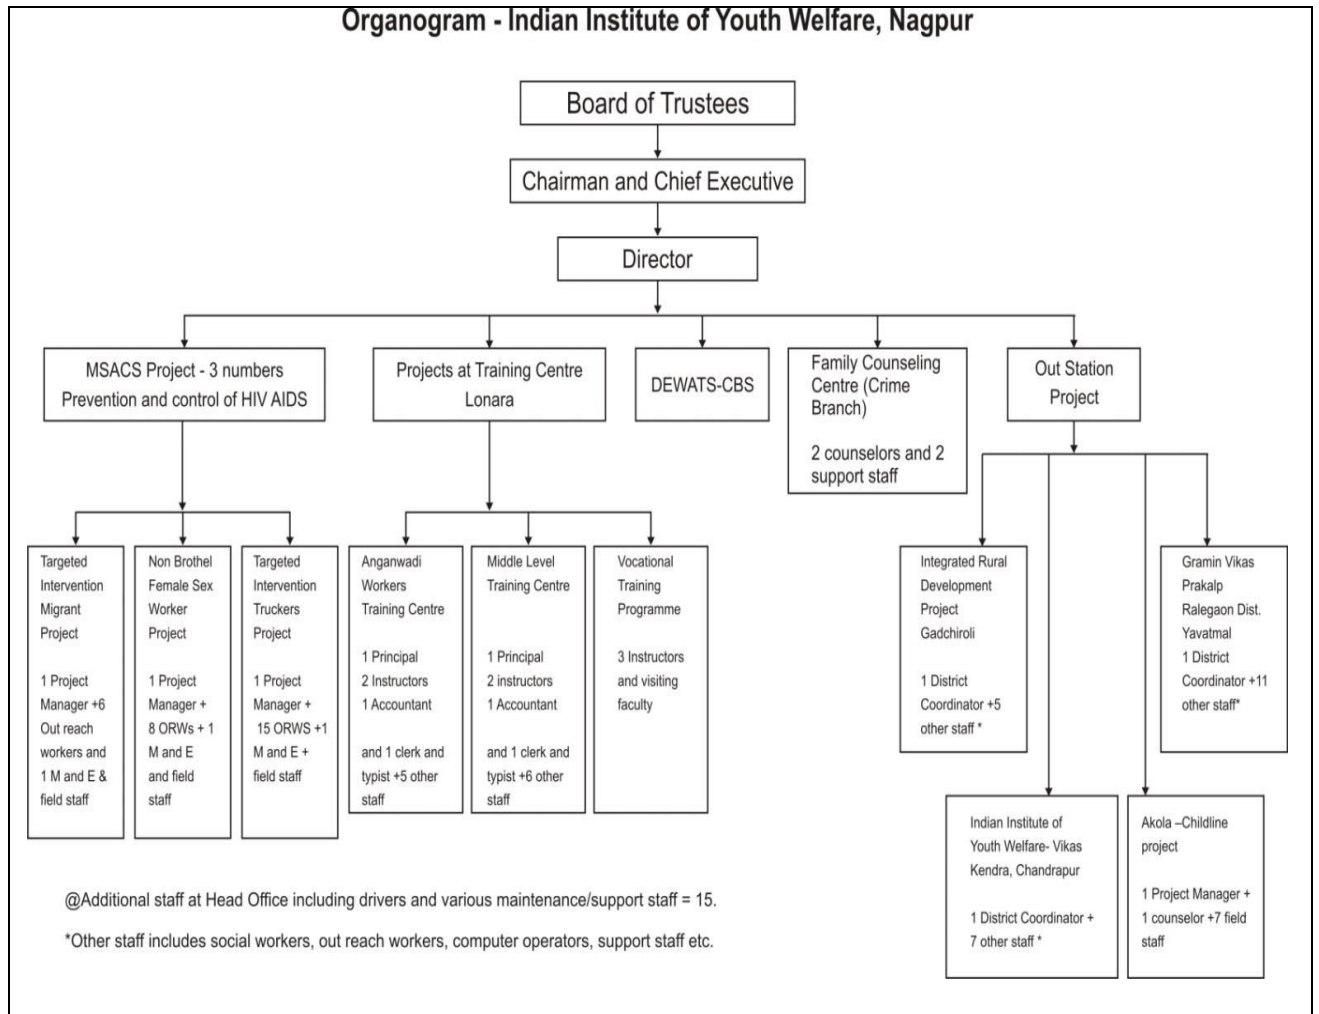 Organogram - Indian Institute of Youth Welfare, Nagpur
Board of Trustees
Chairman and Chief Executive
Director
MSACS Project - 3 numbers
Prevention and control of HIV AIDS
Projects at Training Centre
Lonara
DEWATS-CBS
Family Counseling
Centre (Crime
Branch)
2 counselors and 2
support staff
Out Station
Project
Targeted
Intervention
Migrant
Project
1 Project
Manager +6
Out reach
workers and
1 M and E &
field staff
Non Brothel
Female Sex
Worker
Project
1 Project
Manager +
8 ORWs + 1
M and E
and field
staff
Targeted
Intervention
Truckers
Project
1 Project
Manager +
15 ORWS +1
M and E +
field staff
Anganwadi
Workers
Training Centre
1 Principal
2 Instructors
1 Accountant
and 1 clerk and
typist +5 other
staff
Middle Level
Training Centre
1 Principal
2 instructors
1 Accountant
and 1 clerk and
typist +6 other
staff
Vocational
Training
Programme
3 Instructors
and visiting
faculty
Integrated Rural
Development
Project
Gadchiroli
1 District
Coordinator +5
other staff *
Gramin Vikas
Prakalp
Ralegaon Dist.
Yavatmal
1 District
Coordinator +11
other staff*
Indian Institute of
Youth Welfare- Vikas
Kendra, Chandrapur
1 District Coordinator +
7 other staff *
Akola –Childline
project
1 Project Manager +
1 counselor +7 field
staff
@Additional staff at Head Office including drivers and various maintenance/support staff = 15.
*Other staff includes social workers, out reach workers, computer operators, support staff etc.